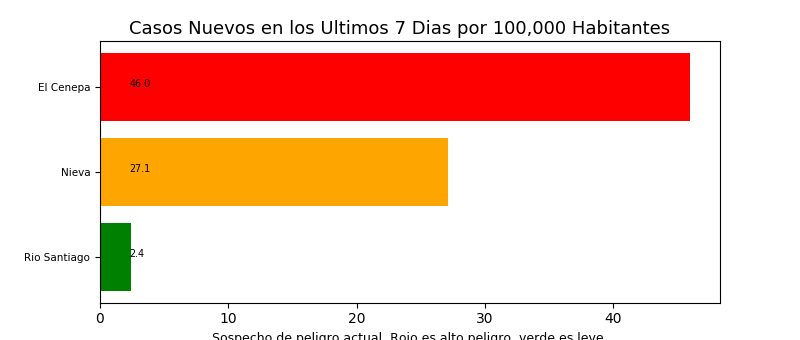 Casos Nuevos en los Ultimos 7 Dias por 100,000 Habitantes
El Cenepa
46.0
Nieva
27.1
Rio Santiago
2.4
0 10 20 30 40
Sospecho de peligro actual. Rojo es alto peligro, verde es leve